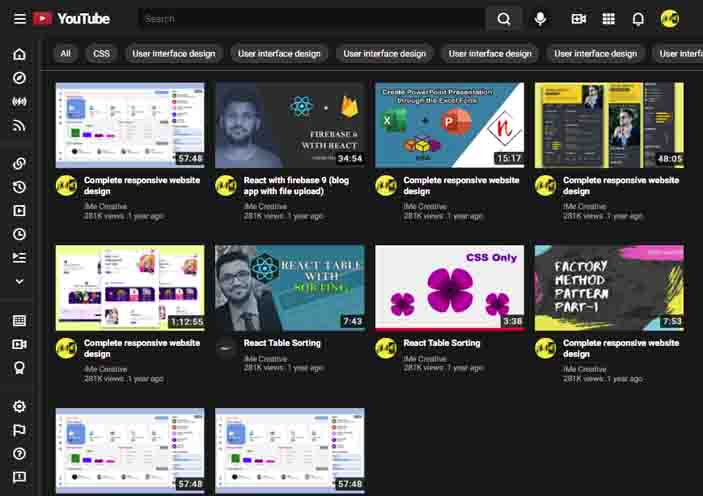 YouTube
Search
All
CSS
User interface design
User interface design
User interface design
User interface design
User interface design
User interfa
57:48
FIREBASE 9
WITH REACT
34:54
Create PowerPoint Presentation
through the Excel Form
15:17
48:05
Complete responsive website
design
iMe Creative
281K views .1 year ago
React with firebase 9 (blog
app with file upload)
iMe Creative
281K views .1 year ago
Complete responsive website
design
iMe Creative
281K views .1 year ago
Complete responsive website
design
iMe Creative
281K views .1 year ago
1:12:55
REACT TABLE
WITH
SORTING
7:43
CSS Only
3:38
FACTORY
METHOD
PATTERN
PART-1
7:53
Complete responsive website
design
iMe Creative
281K views .1 year ago
React Table Sorting
iMe Creative
281K views .1 year ago
React Table Sorting
iMe Creative
281K views .1 year ago
Complete responsive website
design
iMe Creative
281K views .1 year ago
57:48
57:48